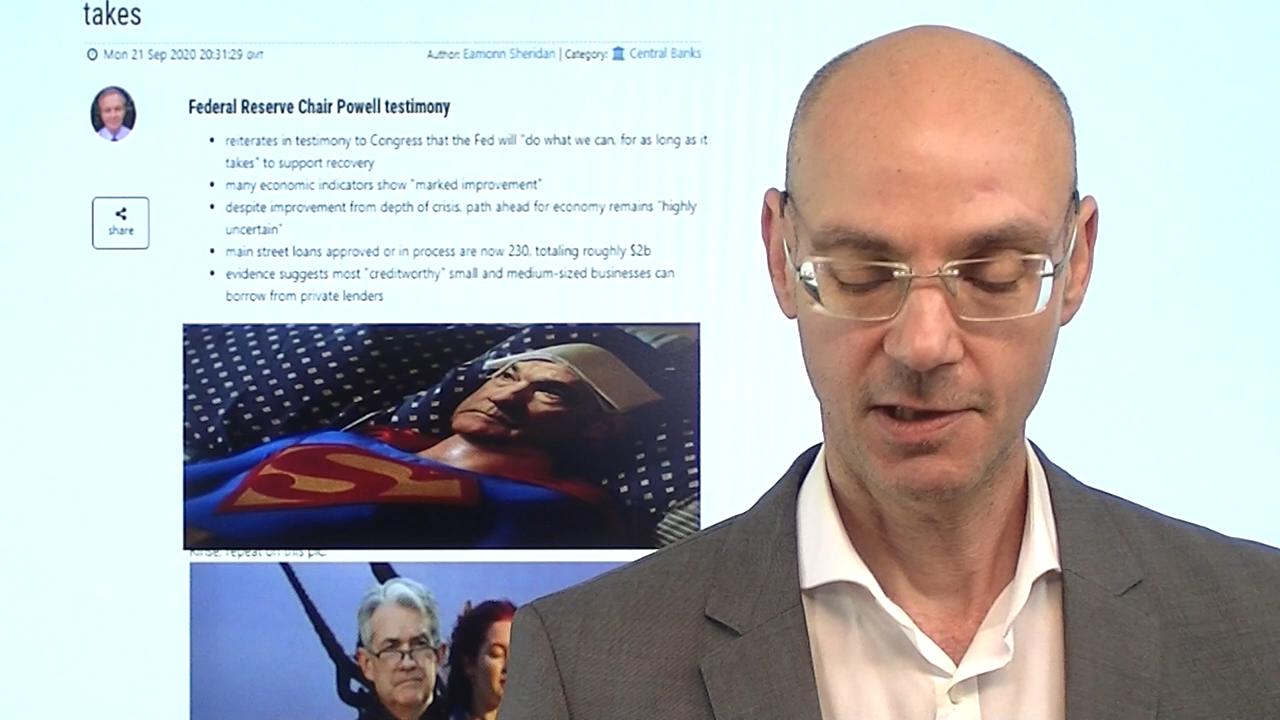 takes
Mon 21 Sep 2020 20:31:29 GMT
Author: Eamonn Sheridan | Category: Central Banks
Federal Reserve Chair Powell testimony
reiterates in testimony to Congress that the Fed will "do what we can, for as long as it
takes" to support recovery
many economic indicators show "marked improvement"
despite improvement from depth of crisis, path ahead for economy remains "highly
uncertain"
main street loans approved or in process are now 230, totaling roughly $2b
evidence suggests most "creditworthy" small and medium-sized businesses can
borrow from private lenders
share
S
repeat on this pic